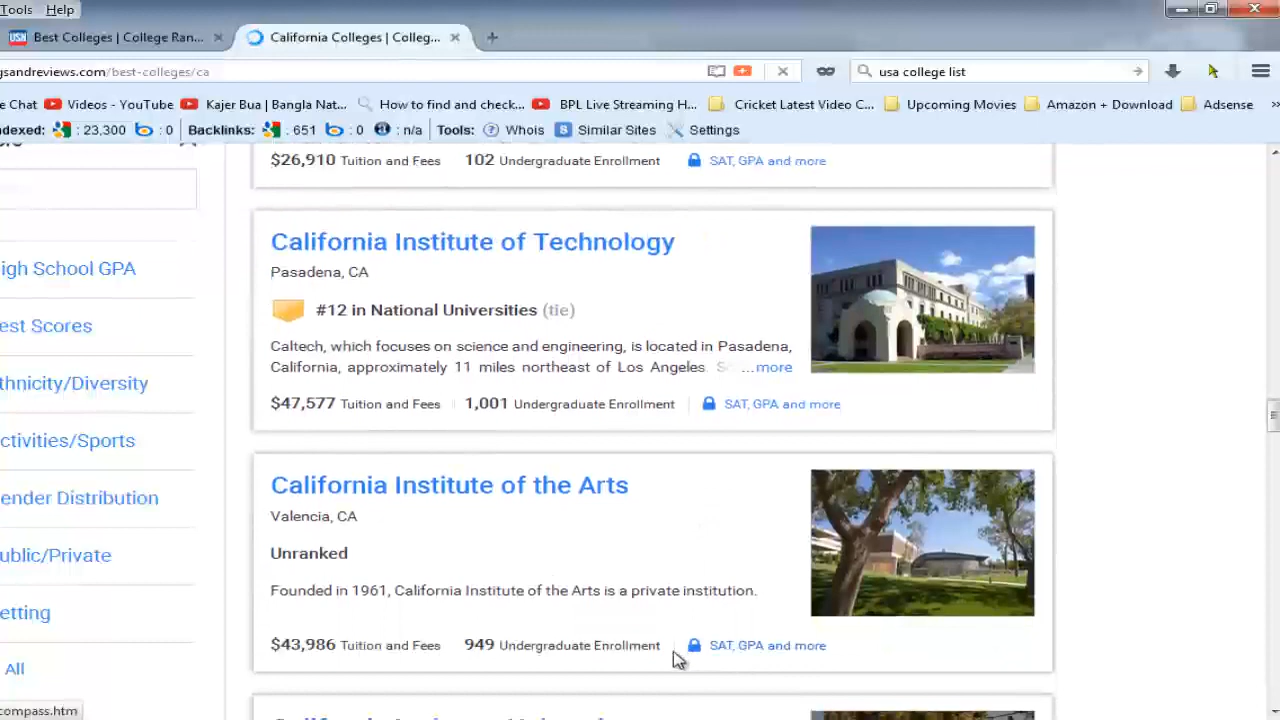 Tools Help
Best Colleges | College Ran...
California Colleges | Colleg...
gsandreviews.com/best-colleges/ca
usa college list
e Chat Videos - YouTube Kajer Bua | Bangla Nat... How to find and check... BPL Live Streaming H... Cricket Latest Video C... Upcoming Movies Amazon + Download Adsense
ndexed: : 23,300 : 0 Backlinks: : 651 : 0 : n/a Tools: Whois Similar Sites Settings
$26,910 Tuition and Fees 102 Undergraduate Enrollment SAT, GPA and more
California Institute of Technology
Pasadena, CA
#12 in National Universities (tie)
Caltech, which focuses on science and engineering, is located in Pasadena,
California, approximately 11 miles northeast of Los Angeles. S ...more
$47,577 Tuition and Fees 1,001 Undergraduate Enrollment SAT, GPA and more
California Institute of the Arts
Valencia, CA
Unranked
Founded in 1961, California Institute of the Arts is a private institution.
$43,986 Tuition and Fees 949 Undergraduate Enrollment SAT, GPA and more
igh School GPA
est Scores
thnicity/Diversity
ctivities/Sports
ender Distribution
ublic/Private
etting
All
compass.htm